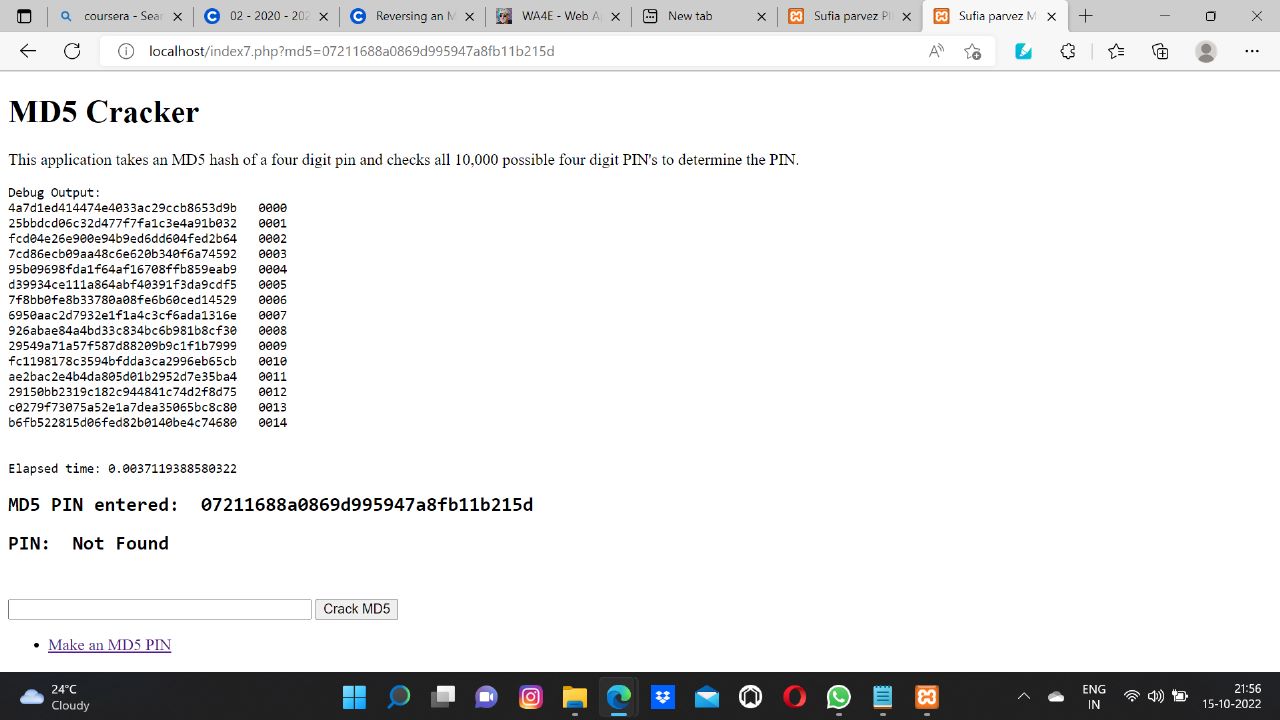 coursera - Sear
03: 2020 - 202
Reversing an M
WA4E - Web A
New tab
Sufia parvez PI
Sufia parvez M
localhost/index7.php?md5=07211688a0869d995947a8fb11b215d
MD5 Cracker
This application takes an MD5 hash of a four digit pin and checks all 10,000 possible four digit PIN's to determine the PIN.
Debug Output:
4a7d1ed414474e4033ac29ccb8653d9b 0000
25bbdcd06c32d477f7fa1c3e4a91b032 0001
fcd04e26e900e94b9ed6dd604fed2b64 0002
7cd86ecb09aa48c6e620b340f6a74592 0003
95b09698fda1f64af16708ffb859eab9 0004
d39934ce111a864abf40391f3da9cdf5 0005
7f8bb0fe8b33780a08fe6b60ced14529 0006
6950aac2d7932e1f1a4c3cf6ada1316e 0007
926abae84a4bd33c834bc6b981b8cf30 0008
29549a71a57f587d88209b9c1f1b7999 0009
fc1198178c3594bfdda3ca2996eb65cb 0010
ae2bac2e4b4da805d01b2952d7e35ba4 0011
29150bb2319c182c944841c74d2f8d75 0012
c0279f73075a52e1a7dea35065bc8c80 0013
b6fb522815d06fed82b0140be4c74680 0014
Elapsed time: 0.0037119388580322
MD5 PIN entered: 07211688a0869d995947a8fb11b215d
PIN: Not Found
Crack MD5
Make an MD5 PIN
24°C
Cloudy
ENG
IN
21:56
15-10-2022